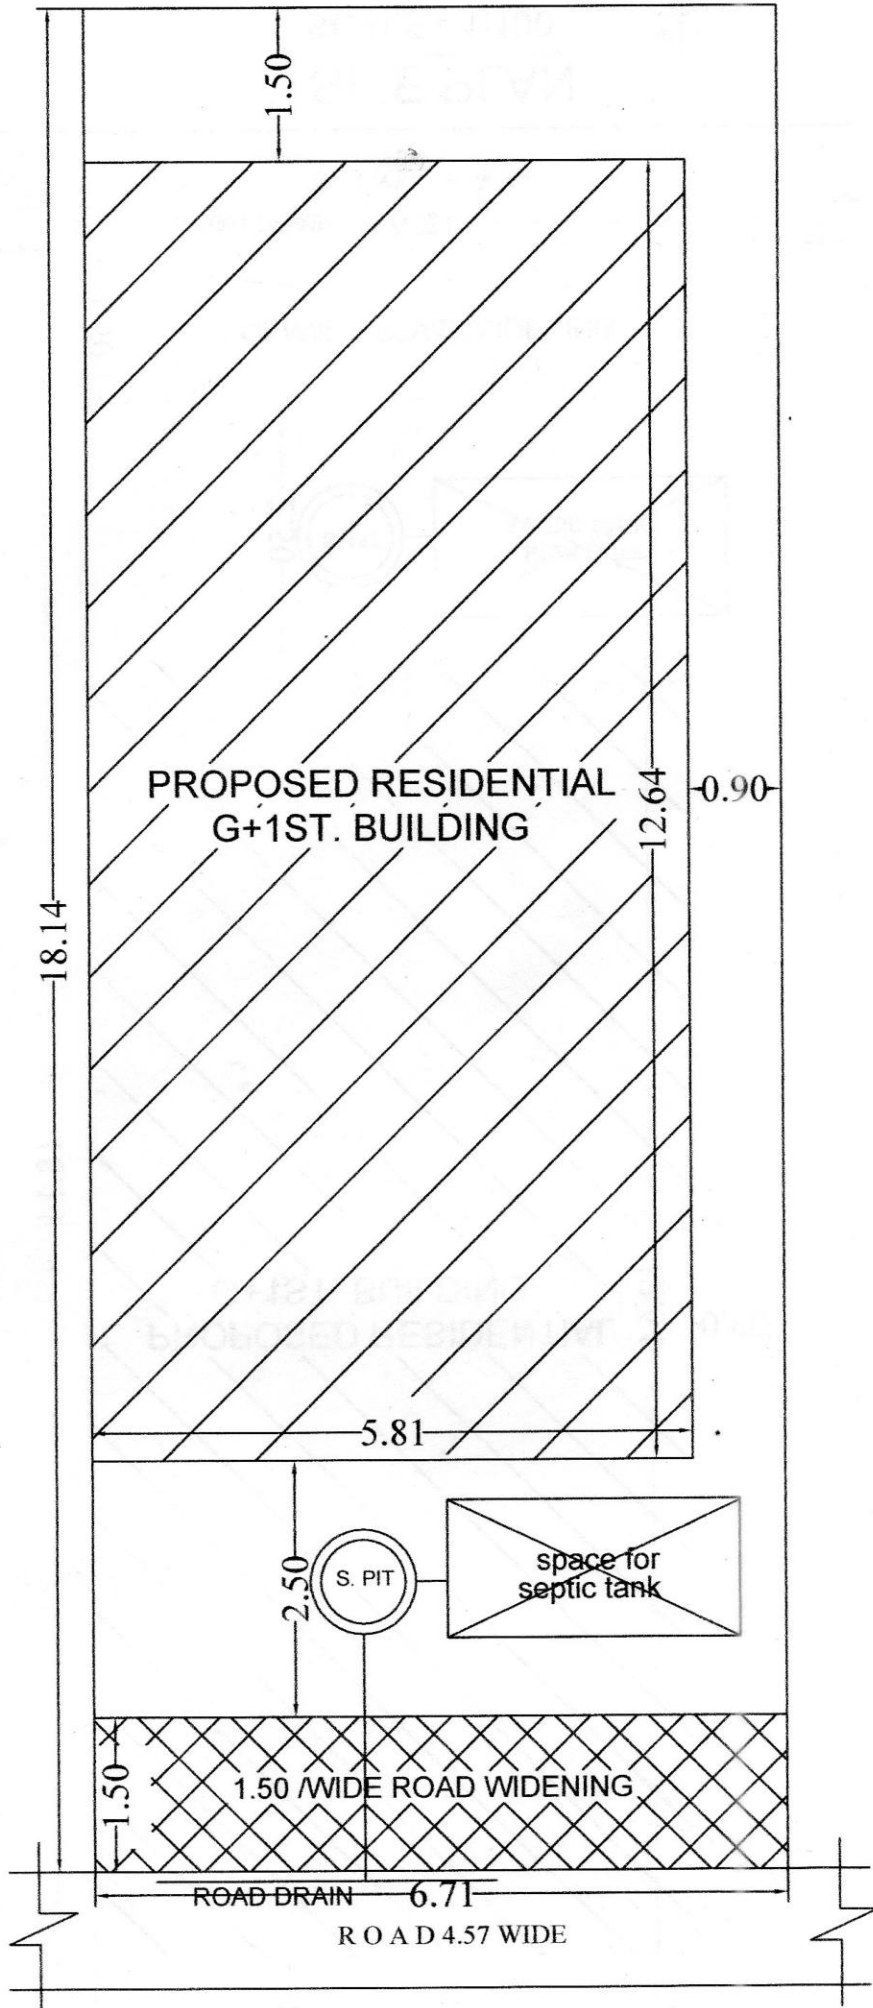 1.50
PROPOSED RESIDENTIAL
G+1ST. BUILDING
12.64
0.90
18.14
5.81
2.50
S. PIT
space for
septic tank
1.50
1.50 /WIDE ROAD WIDENING
ROAD DRAIN
6.71
R O A D 4.57 WIDE